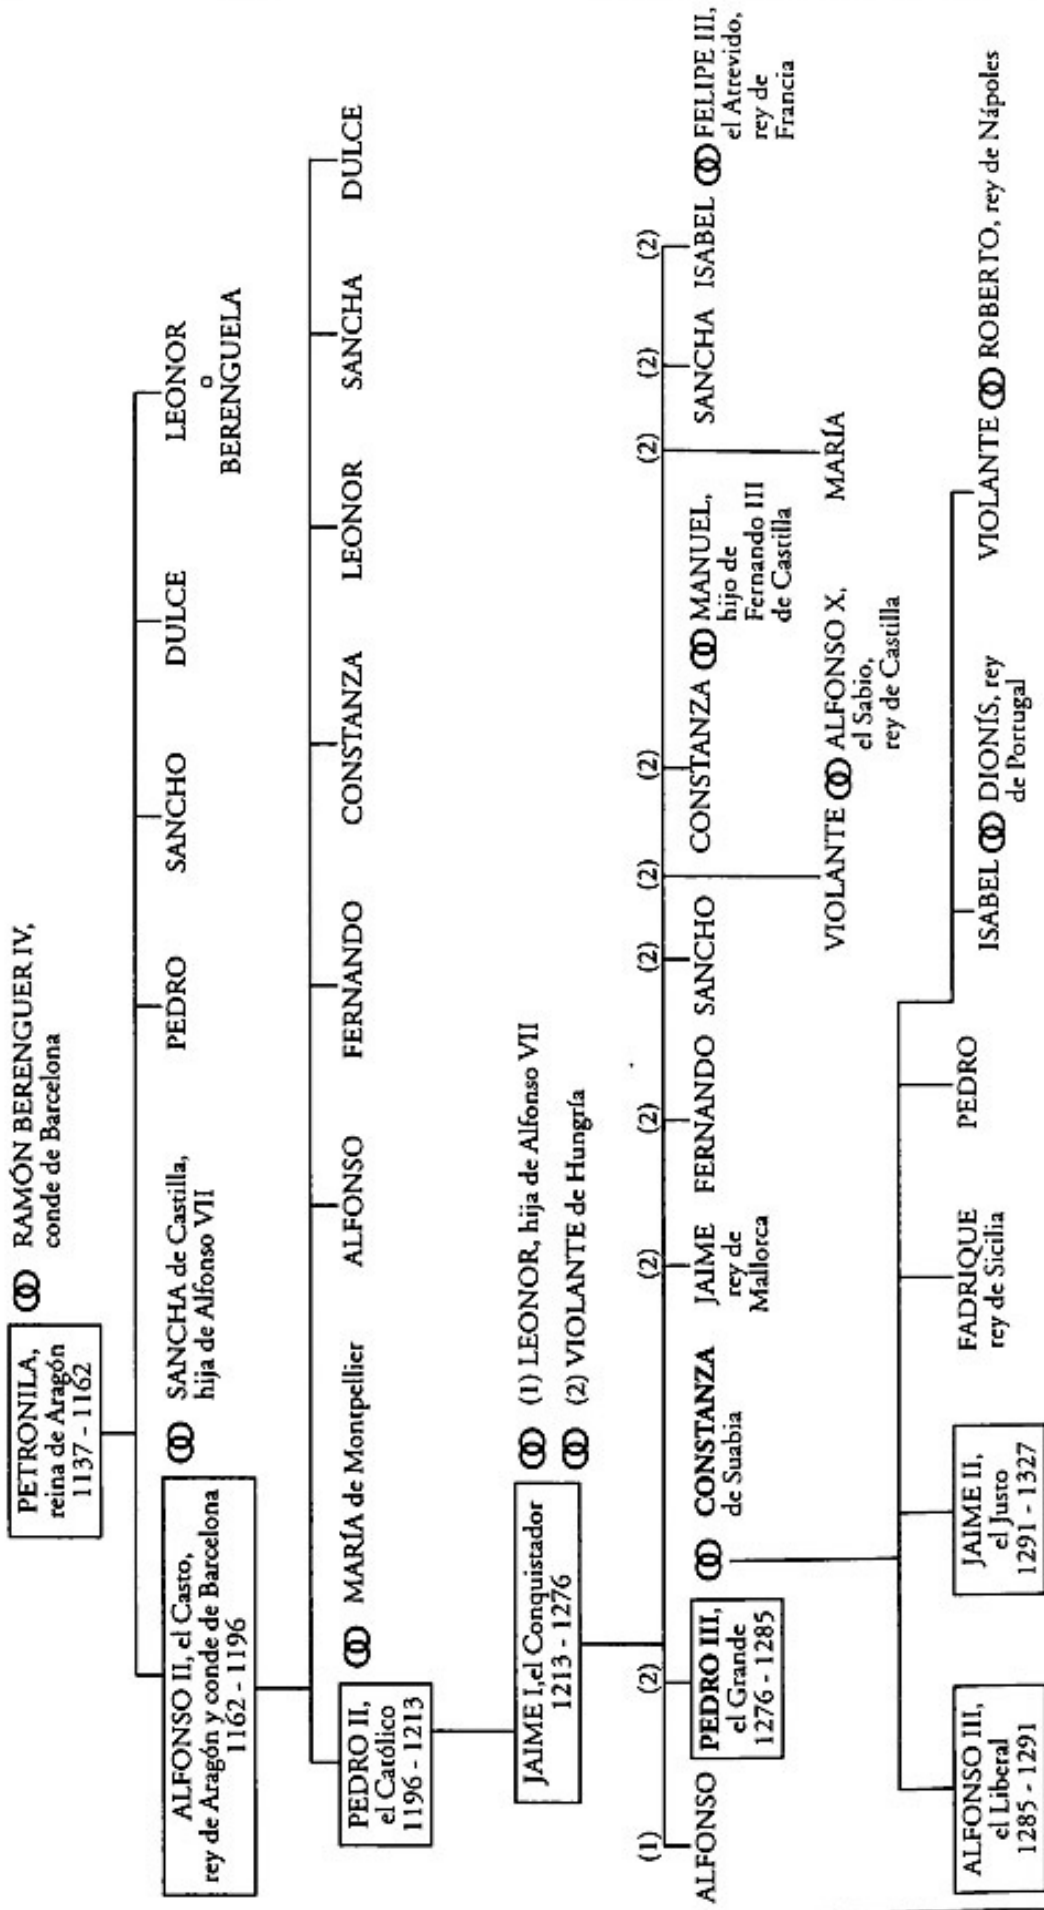 PETRONILA,
reina de Aragón
1137 - 1162
RAMÓN BERENGUER IV,
conde de Barcelona
ALFONSO II, el Casto,
rey de Aragón y conde de Barcelona
1162 - 1196
SANCHA de Castilla,
hija de Alfonso VII
PEDRO
SANCHO
DULCE
LEONOR
o
BERENGUELA
PEDRO II,
el Católico
1196 - 1213
MARÍA de Montpellier
ALFONSO
FERNANDO
CONSTANZA
LEONOR
SANCHA
DULCE
JAIME I,el Conquistador
1213 - 1276
(1) LEONOR, hija de Alfonso VII
(2) VIOLANTE de Hungría
(1)
(2)
(2)
(2)
(2)
(2)
(2)
(2)
(2)
(2)
ALFONSO
PEDRO III,
el Grande
1276 - 1285
CONSTANZA
de Suabia
JAIME
rey de
Mallorca
FERNANDO
SANCHO
CONSTANZA
MANUEL,
hijo de
Fernando III
de Castilla
SANCHA
ISABEL
FELIPE III,
el Atrevido,
rey de
Francia
VIOLANTE
ALFONSO X,
el Sabio,
rey de Castilla
MARÍA
ALFONSO III,
el Liberal
1285 - 1291
JAIME II,
el Justo
1291 - 1327
FADRIQUE
rey de Sicilia
PEDRO
ISABEL
DIONÍS, rey
de Portugal
VIOLANTE
ROBERTO, rey de Nápoles